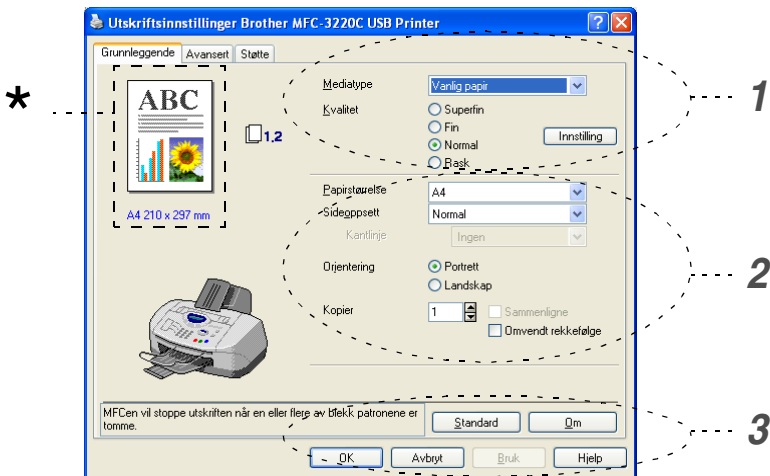 Utskriftsinnstillinger Brother MFC-3220C USB Printer
Grunnleggende Avansert Støtte
*
ABC
1,2
A4 210 x 297 mm
Mediatype Vanlig papir
1
Kvalitet Superfin
Fin
Normal Innstilling
Rask
Papirstørrelse A4
Sideoppsett Normal
Kantlinje Ingen
Orientering Portrett
2
Landskap
Kopier 1 Sammenligne
Omvendt rekkefølge
MFCen vil stoppe utskriften når en eller flere av blekk patronene er
tomme.
Standard Om
3
OK Avbryt Bruk Hjelp